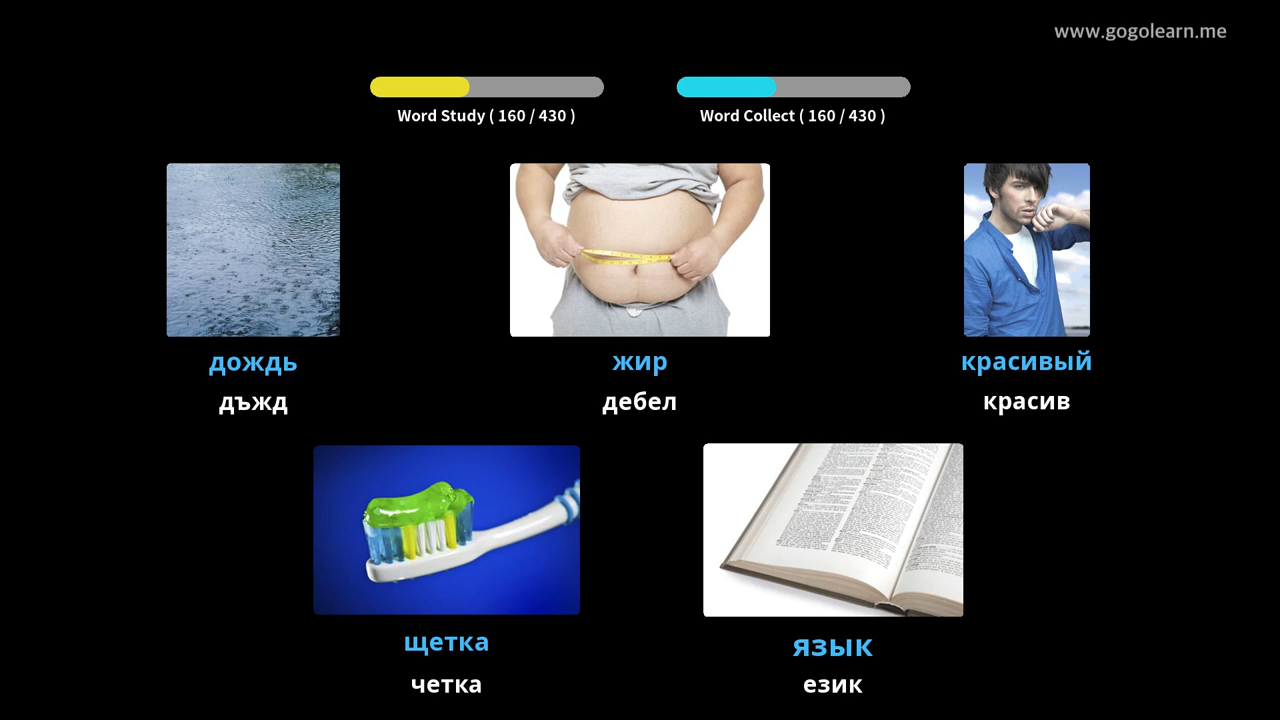 www.gogolearn.me
Word Study ( 160 / 430 )
Word Collect ( 160 / 430 )
дождь
дъжд
жир
дебел
красивый
красив
щетка
четка
язык
език